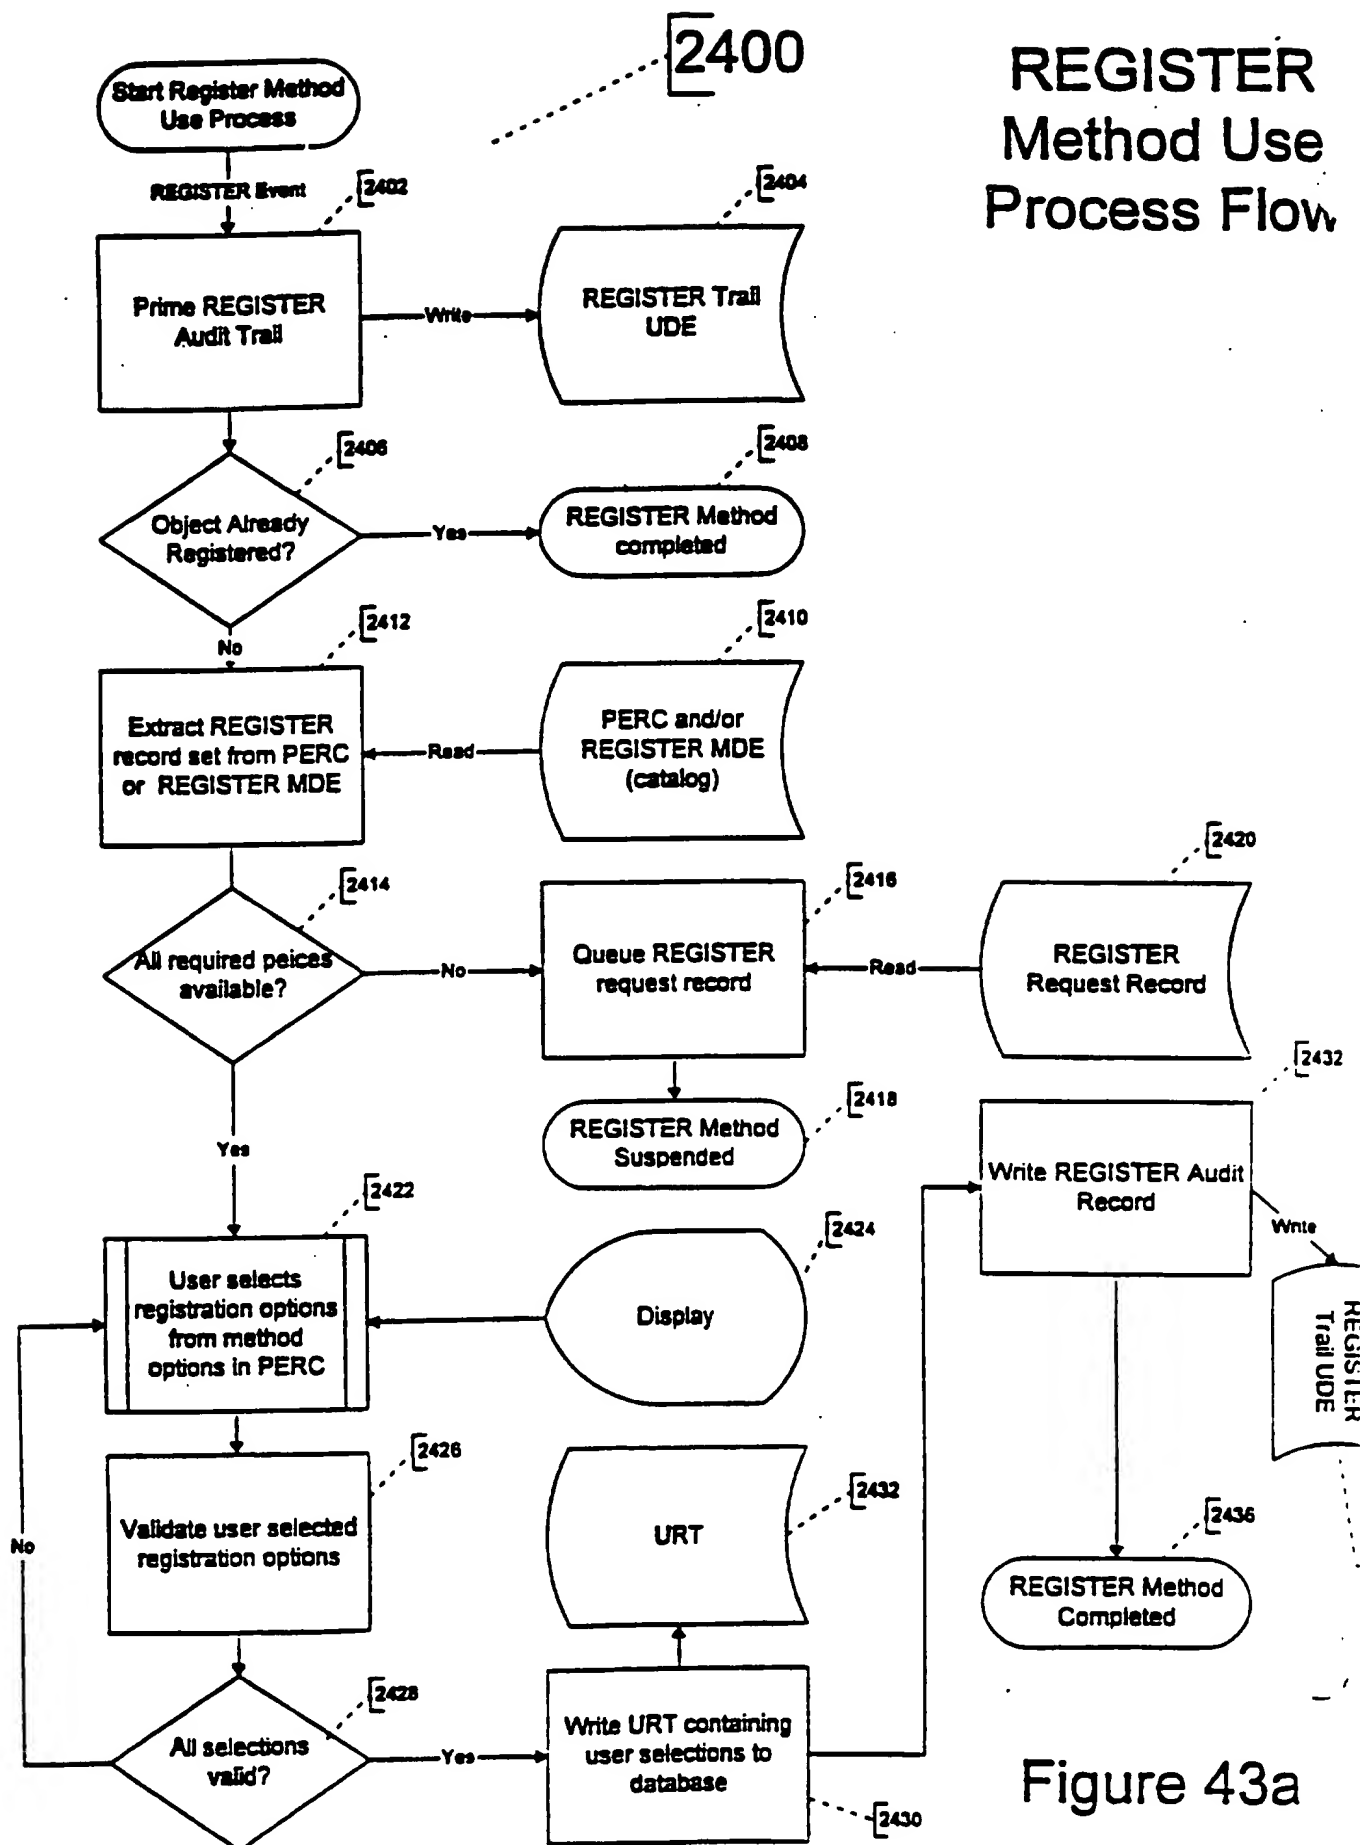 2400
REGISTER
Method Use
Process Flow
Start Register Method
Use Process
REGISTER Event
2402
2404
Prime REGISTER
Audit Trail
Write
REGISTER Trail
UDE
2406
2408
Object Already
Registered?
Yes
REGISTER Method
completed
No
2412
2410
Extract REGISTER
record set from PERC
or REGISTER MDE
Read
PERC and/or
REGISTER MDE
(catalog)
2414
2416
2420
All required peices
available?
No
Queue REGISTER
request record
Read
REGISTER
Request Record
2432
Yes
2418
REGISTER Method
Suspended
Write REGISTER Audit
Record
Write
2422
2424
User selects
registration options
from method
options in PERC
Display
REGISTER
Trail UDE
2426
2432
No
Validate user selected
registration options
URT
2436
REGISTER Method
Completed
2428
All selections
valid?
Yes
Write URT containing
user selections to
database
2430
Figure 43a